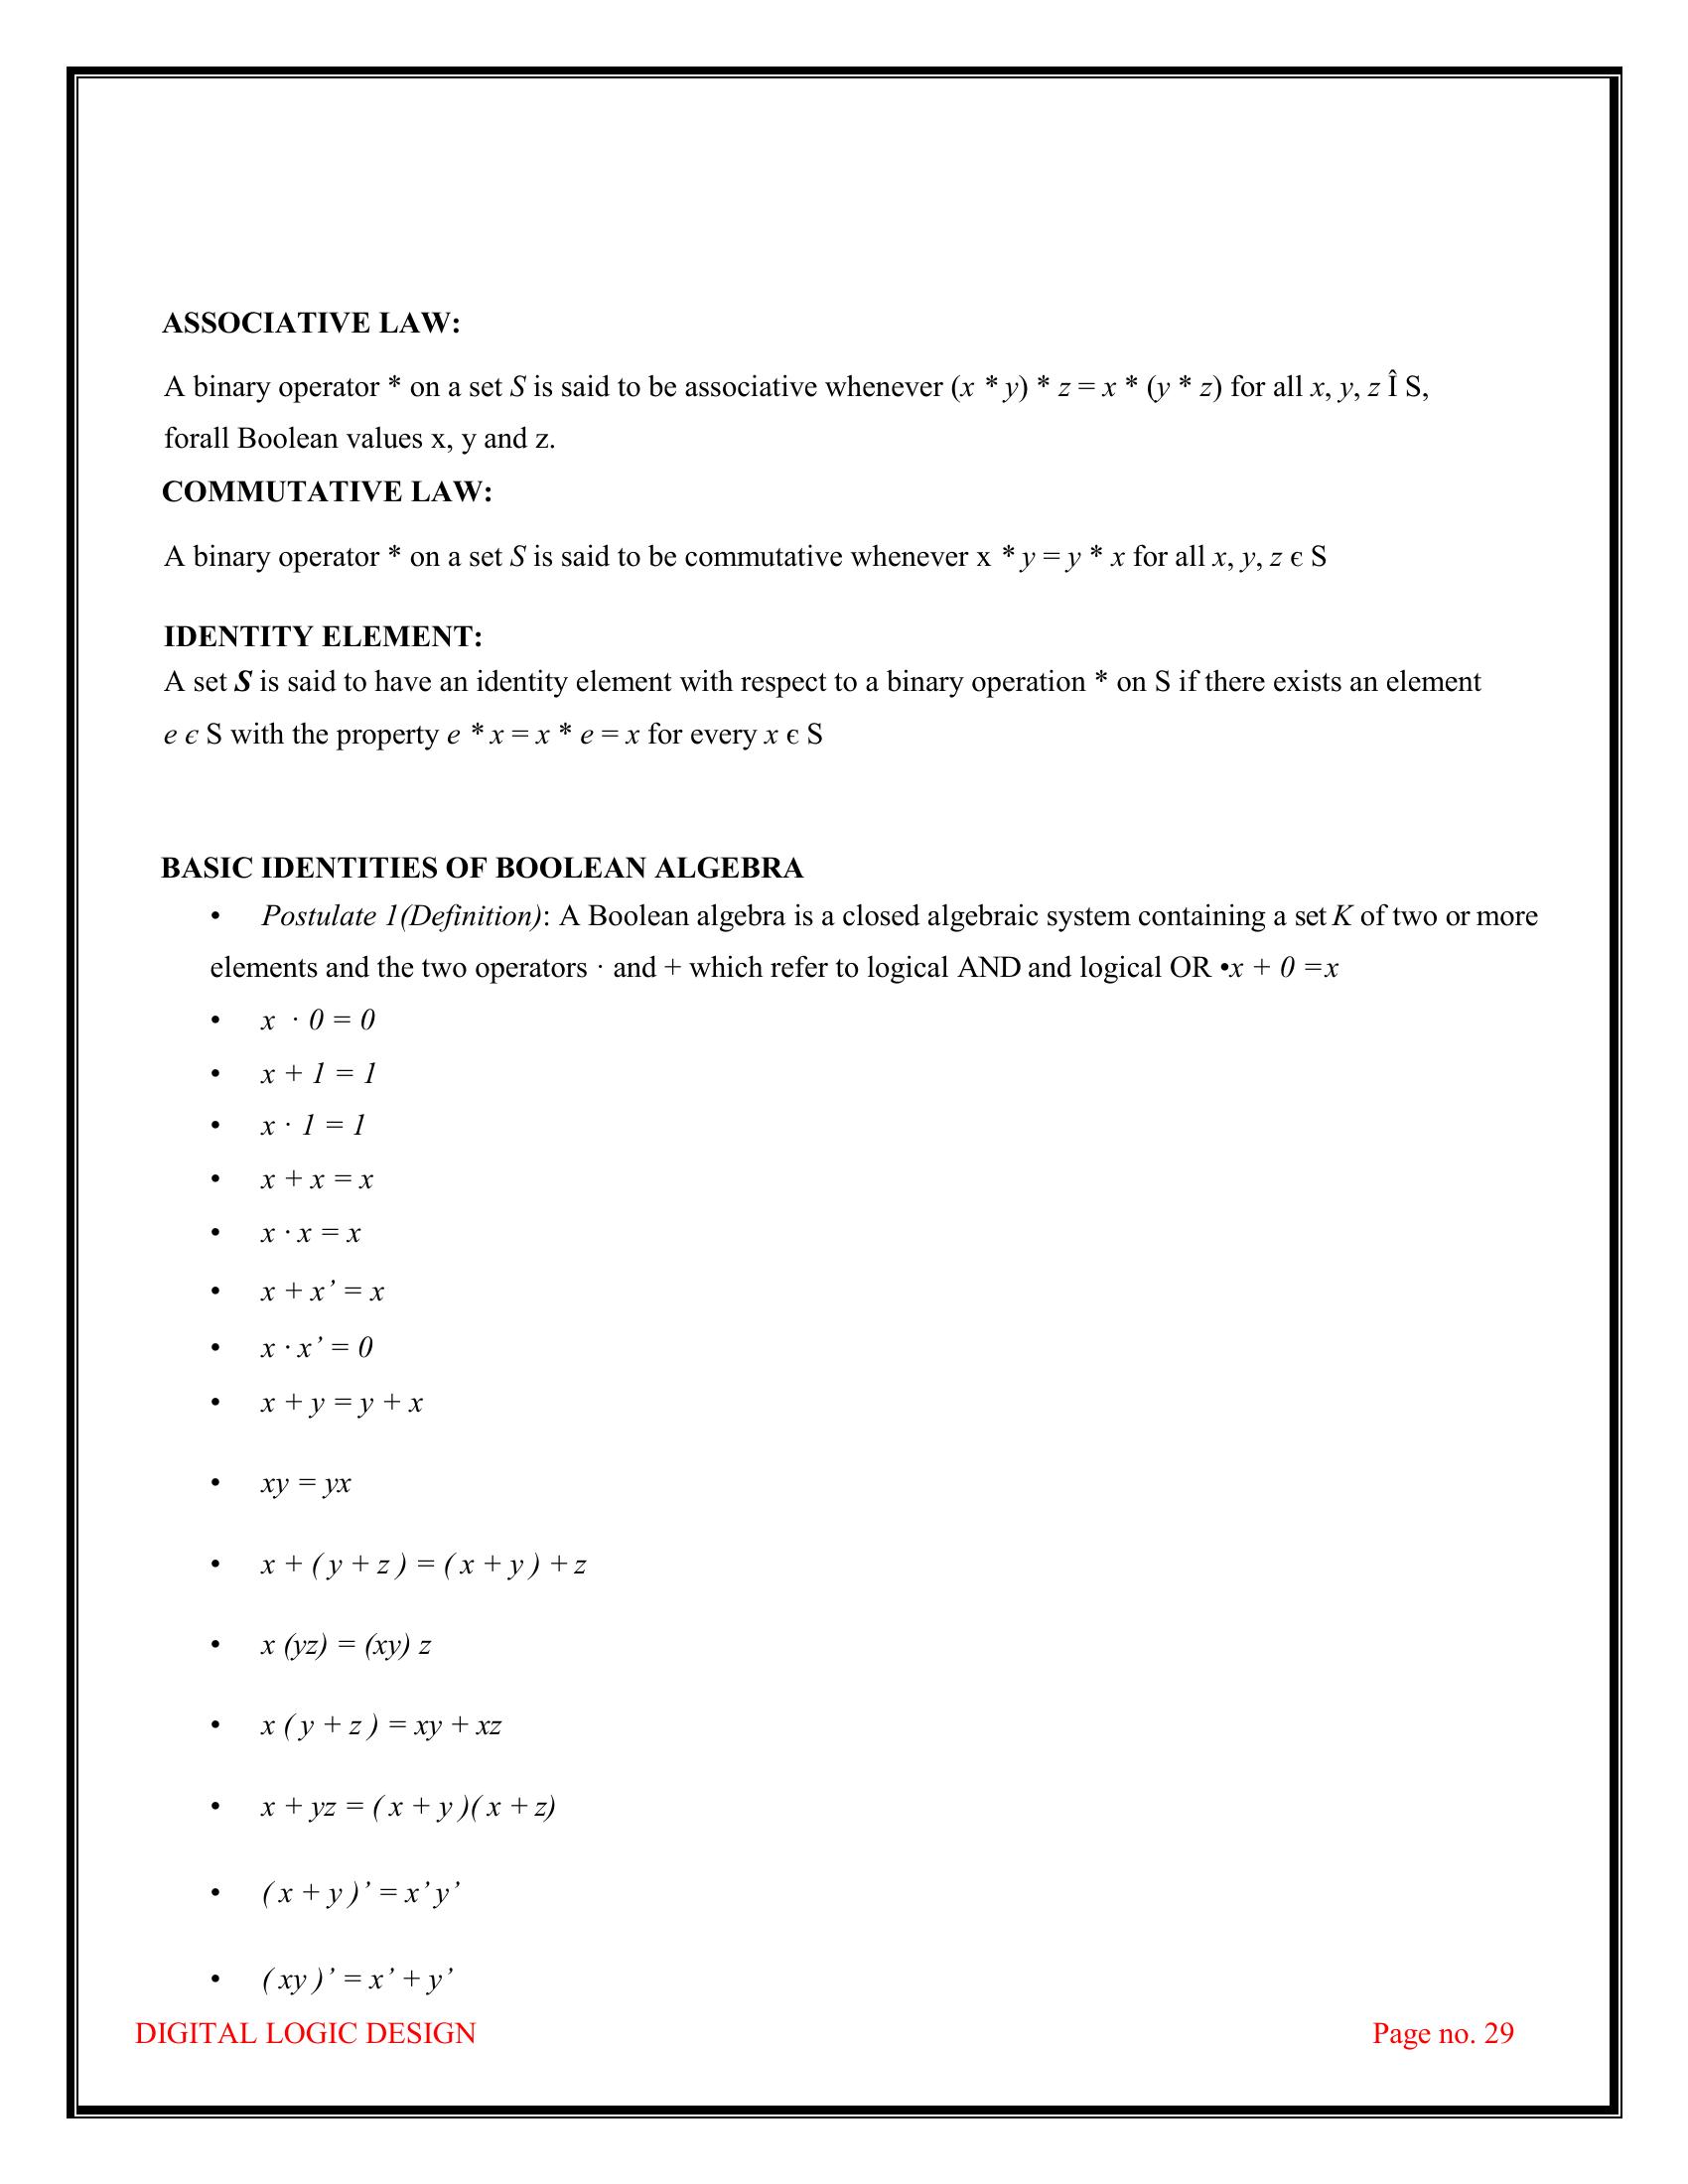 ASSOCIATIVE LAW:
A binary operator * on a set S is said to be associative whenever (x * y) * z = x * (y * z) for all x, y, z Î S,
forall Boolean values x, y and z.
COMMUTATIVE LAW:
A binary operator * on a set S is said to be commutative whenever x * y = y * x for all x, y, z є S
IDENTITY ELEMENT:
A set S is said to have an identity element with respect to a binary operation * on S if there exists an element
e є S with the property e * x = x * e = x for every x є S
BASIC IDENTITIES OF BOOLEAN ALGEBRA
• Postulate 1(Definition): A Boolean algebra is a closed algebraic system containing a set K of two or more
elements and the two operators · and + which refer to logical AND and logical OR •x + 0 =x
• x · 0 = 0
• x + 1 = 1
• x · 1 = 1
• x + x = x
• x · x = x
• x + x’ = x
• x · x’ = 0
• x + y = y + x
• xy = yx
• x + ( y + z ) = ( x + y ) + z
• x (yz) = (xy) z
• x ( y + z ) = xy + xz
• x + yz = ( x + y )( x + z)
• ( x + y )’ = x’ y’
• ( xy )’ = x’ + y’
DIGITAL LOGIC DESIGN Page no. 29